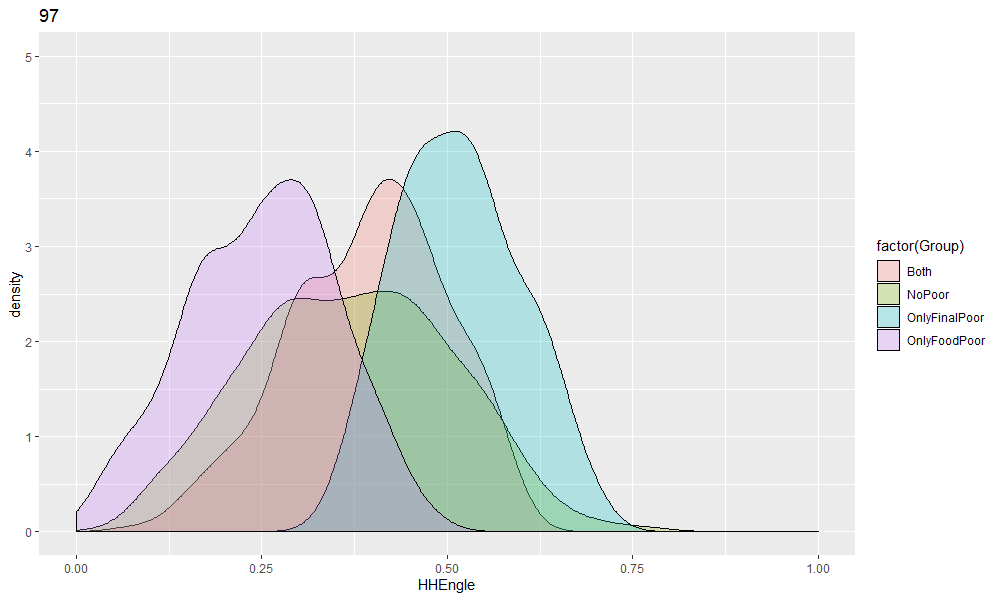 97
density
5
4
3
2
1
0
0.00 0.25 0.50 0.75 1.00
HHEngle
factor(Group)
Both
NoPoor
OnlyFinalPoor
OnlyFoodPoor